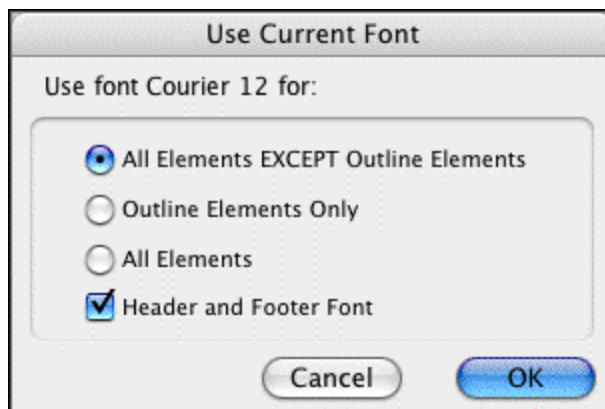 Use Current Font
Use font Courier 12 for:
All Elements EXCEPT Outline Elements
Outline Elements Only
All Elements
Header and Footer Font
Cancel OK